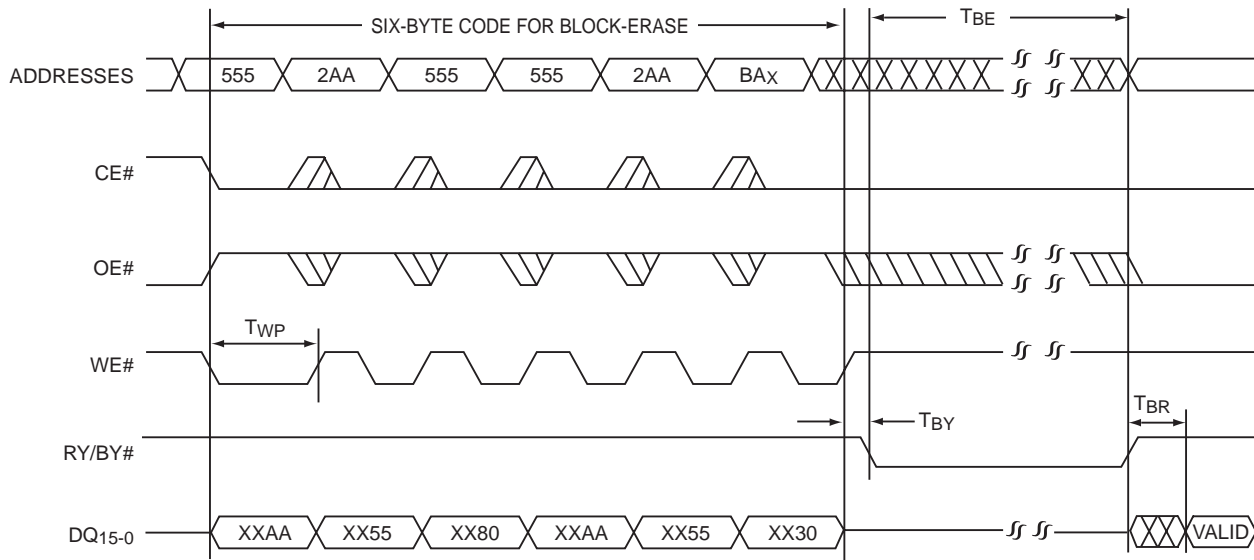 SIX-BYTE CODE FOR BLOCK-ERASE TBE
ADDRESSES 555 2AA 555 555 2AA BAX
CE#
OE#
TWP
WE#
TBR
TBY
RY/BY#
DQ15-0 XXAA XX55 XX80 XXAA XX55 XX30 VALID